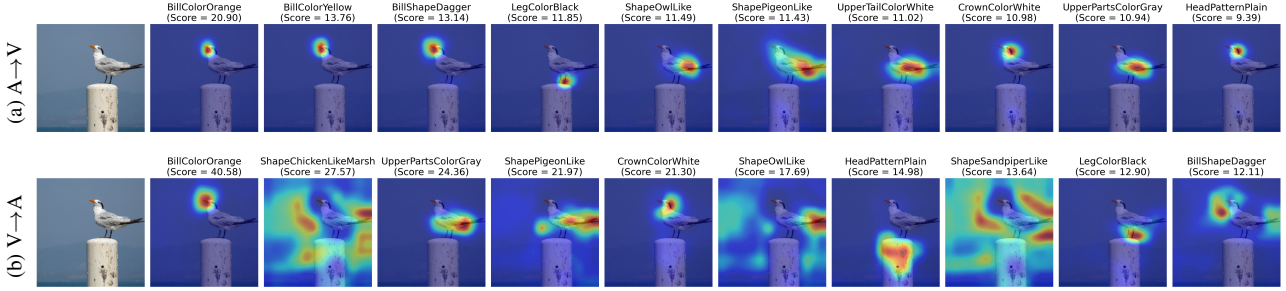 (a) A→V
BillColorOrange
(Score = 20.90)
BillColorYellow
(Score = 13.76)
BillShapeDagger
(Score = 13.14)
LegColorBlack
(Score = 11.85)
ShapeOwlLike
(Score = 11.49)
ShapePigeonLike
(Score = 11.43)
UpperTailColorWhite
(Score = 11.02)
CrownColorWhite
(Score = 10.98)
UpperPartsColorGray
(Score = 10.94)
HeadPatternPlain
(Score = 9.39)
(b) V→A
BillColorOrange
(Score = 40.58)
ShapeChickenLikeMarsh
(Score = 27.57)
UpperPartsColorGray
(Score = 24.36)
ShapePigeonLike
(Score = 21.97)
CrownColorWhite
(Score = 21.30)
ShapeOwlLike
(Score = 17.69)
HeadPatternPlain
(Score = 14.98)
ShapeSandpiperLike
(Score = 13.64)
LegColorBlack
(Score = 12.90)
BillShapeDagger
(Score = 12.11)